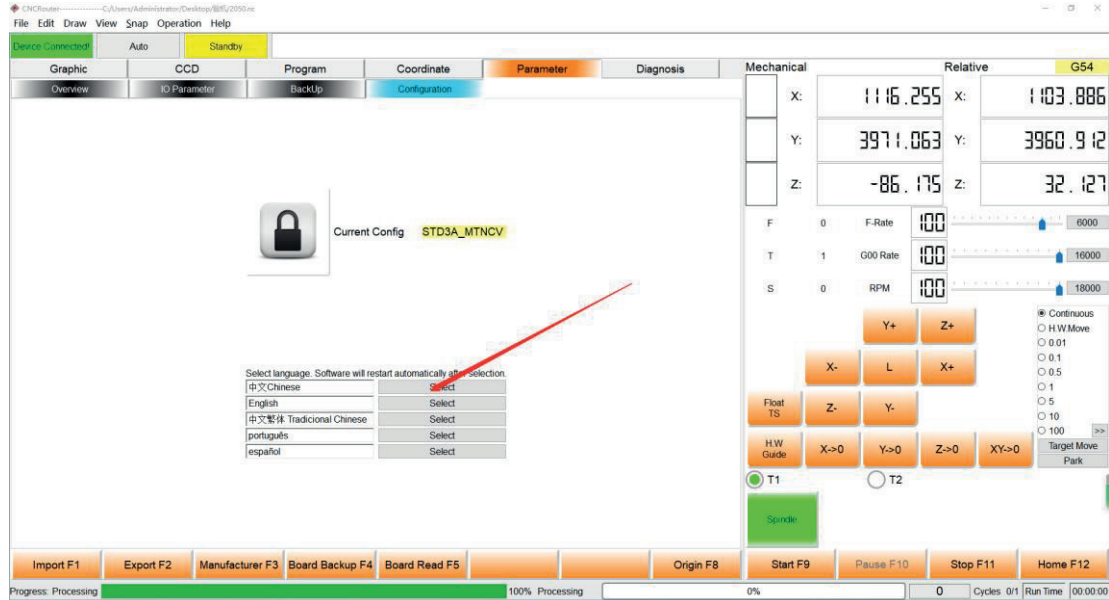 CNCRouter---------------C:/Users/Administrator/Desktop/贴机/2050.nc
File Edit Draw View Snap Operation Help
Device Connected! Auto Standby
Graphic CCD Program Coordinate Parameter Diagnosis
Overview IO Parameter BackUp Configuration
Mechanical Relative G54
X: 1116.255 X: 1103.886
Y: 3971.063 Y: 3960.912
Z: -86.175 Z: 32.127
Current Config STD3A_MTNCV
F 0 F-Rate 100 6000
T 1 G00 Rate 100 16000
S 0 RPM 100 18000
Y+ Z+
X- L X+
Float TS Z- Y-
H.W Guide X->0 Y->0 Z->0 XY->0
Continuous
H.W.Move
0.01
0.1
0.5
1
5
10
100 >>
Target Move
Park
Select language. Software will restart automatically after selection.
中文Chinese Select
English Select
中文繁体 Tradicional Chinese Select
português Select
español Select
T1 T2
Spindle
Import F1 Export F2 Manufacturer F3 Board Backup F4 Board Read F5 Origin F8 Start F9 Pause F10 Stop F11 Home F12
Progress: Processing 100% Processing 0% 0 Cycles 0/1 Run Time 00:00:00